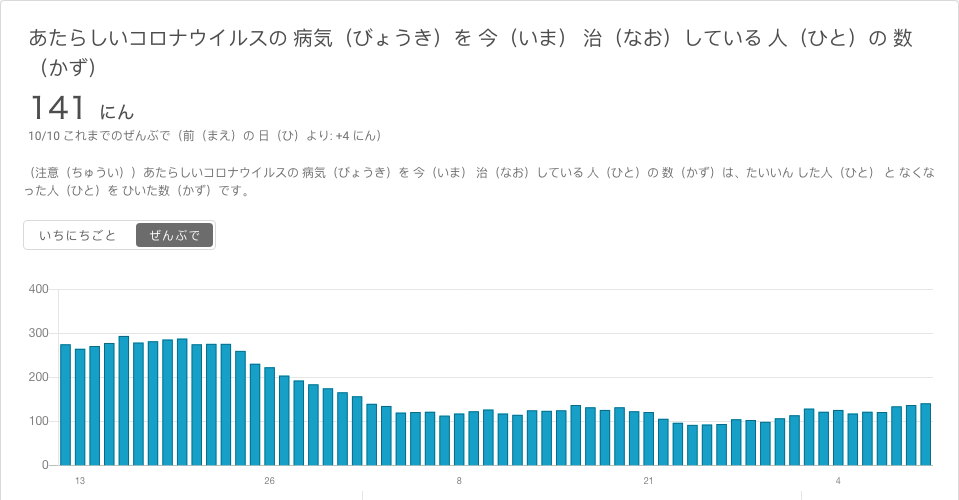 あたらしいコロナウイルスの 病気（びょうき）を 今（いま） 治（なお）している 人（ひと）の 数
（かず）
141 にん
10/10 これまでのぜんぶで（前（まえ）の 日（ひ）より: +4 にん）
（注意（ちゅうい））あたらしいコロナウイルスの 病気（びょうき）を 今（いま） 治（なお）している 人（ひと）の 数（かず）は、たいいん した人（ひと） と なくな
った人（ひと）を ひいた数（かず）です。
いちにちごと ぜんぶで
400
300
200
100
0
13 26 8 21 4